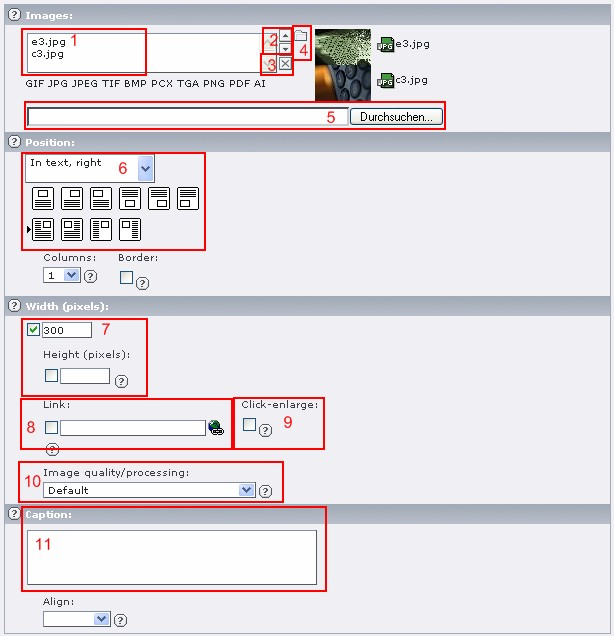 Images:
e3.jpg 1
c3.jpg
2
3
4
e3.jpg
c3.jpg
GIF JPG JPEG TIF BMP PCX TGA PNG PDF AI
5 Durchsuchen...
Position:
In text, right 6
Columns: Border:
1
Width (pixels):
300 7
Height (pixels):
Link: Click-enlarge:
8 9
Image quality/processing:
10 Default
Caption:
11
Align: